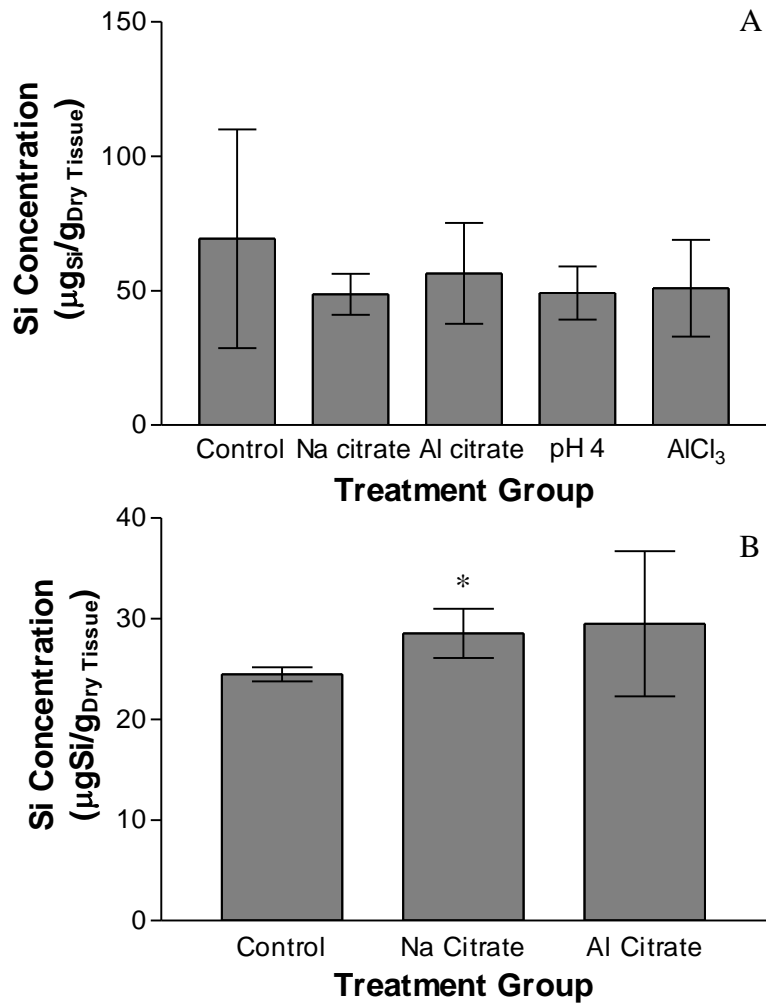 A
150
100
50
0
Si Concentration
(μgSi/gDry Tissue)
Control Na citrate Al citrate pH 4 AlCl₃
Treatment Group
B
40
30
20
10
0
*
Si Concentration
(μgSi/gDry Tissue)
Control Na Citrate Al Citrate
Treatment Group